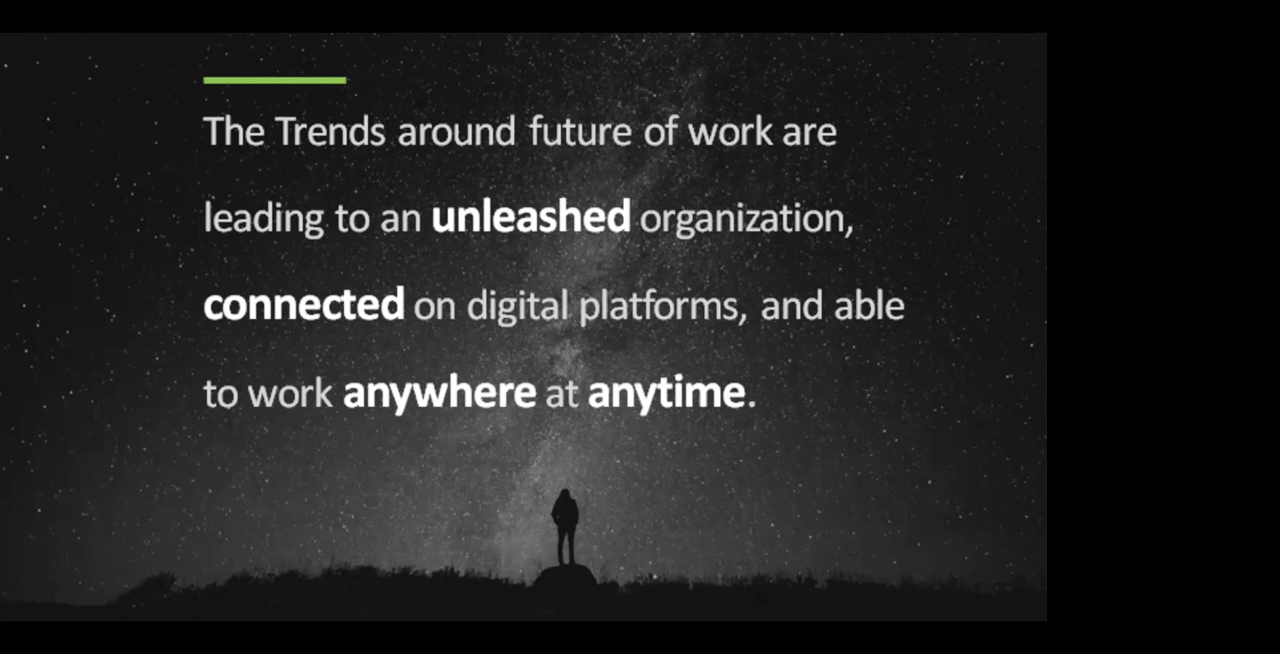 The Trends around future of work are
leading to an unleashed organization,
connected on digital platforms, and able
to work anywhere at anytime.